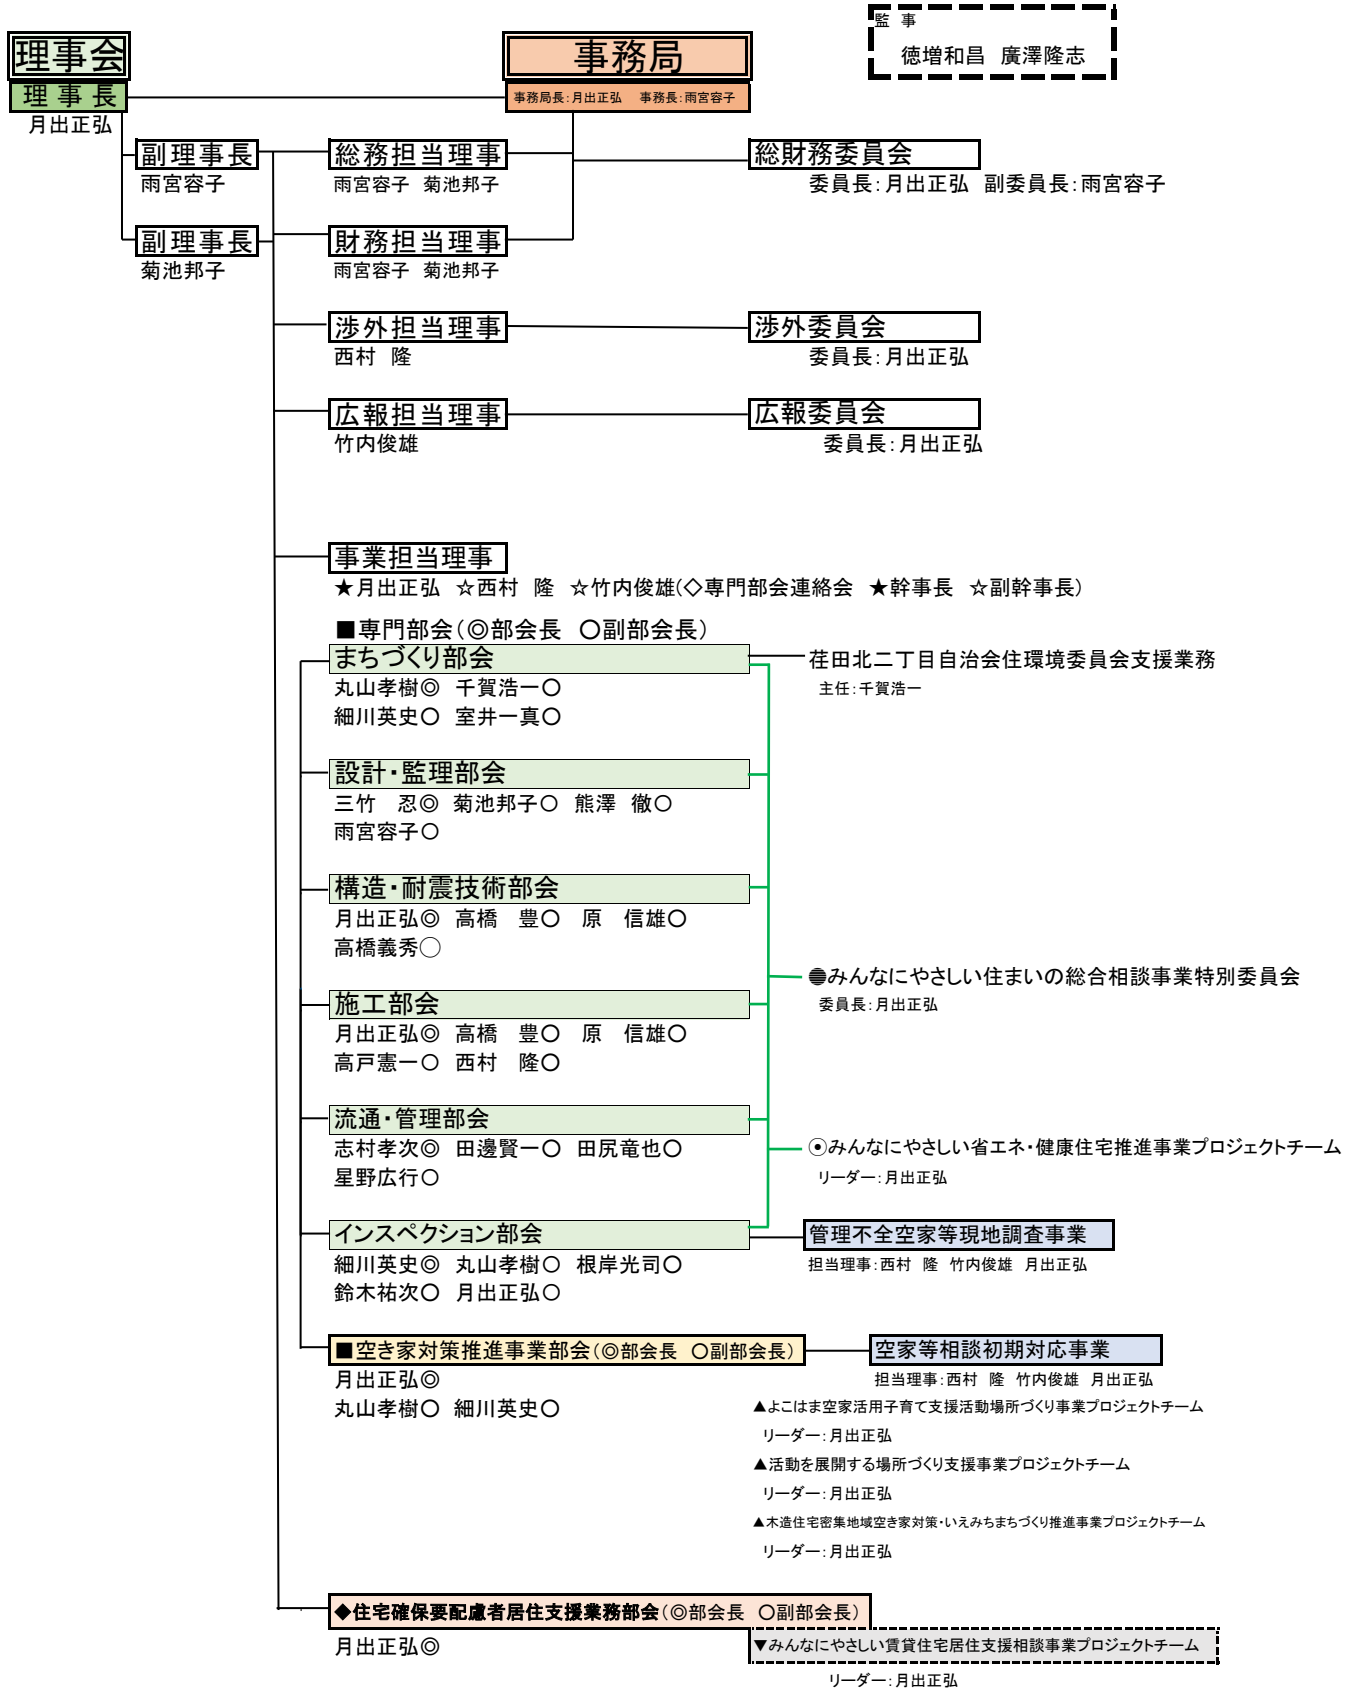 監　事
徳増和昌　廣澤隆志
理事会
理 事 長
月出正弘
事務局
事務局長：月出正弘　事務長：雨宮容子
副理事長
雨宮容子
総務担当理事
雨宮容子　菊池邦子
総財務委員会
委員長：月出正弘　副委員長：雨宮容子
副理事長
菊池邦子
財務担当理事
雨宮容子　菊池邦子
渉外担当理事
西村　隆
渉外委員会
委員長：月出正弘
広報担当理事
竹内俊雄
広報委員会
委員長：月出正弘
事業担当理事
★月出正弘　☆西村　隆　☆竹内俊雄(◇専門部会連絡会　★幹事長　☆副幹事長)
■専門部会（◎部会長　〇副部会長）
まちづくり部会
丸山孝樹◎　千賀浩一〇
細川英史〇　室井一真〇
荏田北二丁目自治会住環境委員会支援業務
主任：千賀浩一
設計・監理部会
三竹　忍◎　菊池邦子〇　熊澤　徹〇
雨宮容子〇
構造・耐震技術部会
月出正弘◎　高橋　豊〇　原　信雄〇
高橋義秀◯
●みんなにやさしい住まいの総合相談事業特別委員会
委員長：月出正弘
施工部会
月出正弘◎　高橋　豊〇　原　信雄〇
高戸憲一〇　西村　隆〇
流通・管理部会
志村孝次◎　田邊賢一〇　田尻竜也〇
星野広行〇
⦿みんなにやさしい省エネ・健康住宅推進事業プロジェクトチーム
リーダー：月出正弘
インスペクション部会
細川英史◎　丸山孝樹〇　根岸光司〇
鈴木祐次〇　月出正弘〇
管理不全空家等現地調査事業
担当理事：西村　隆　竹内俊雄　月出正弘
■空き家対策推進事業部会（◎部会長　〇副部会長）
月出正弘◎
丸山孝樹〇　細川英史〇
空家等相談初期対応事業
担当理事：西村　隆　竹内俊雄　月出正弘
▲よこはま空家活用子育て支援活動場所づくり事業プロジェクトチーム
リーダー：月出正弘
▲活動を展開する場所づくり支援事業プロジェクトチーム
リーダー：月出正弘
▲木造住宅密集地域空き家対策・いえみちまちづくり推進事業プロジェクトチーム
リーダー：月出正弘
◆住宅確保要配慮者居住支援業務部会（◎部会長　〇副部会長）
月出正弘◎
▼みんなにやさしい賃貸住宅居住支援相談事業プロジェクトチーム
リーダー：月出正弘